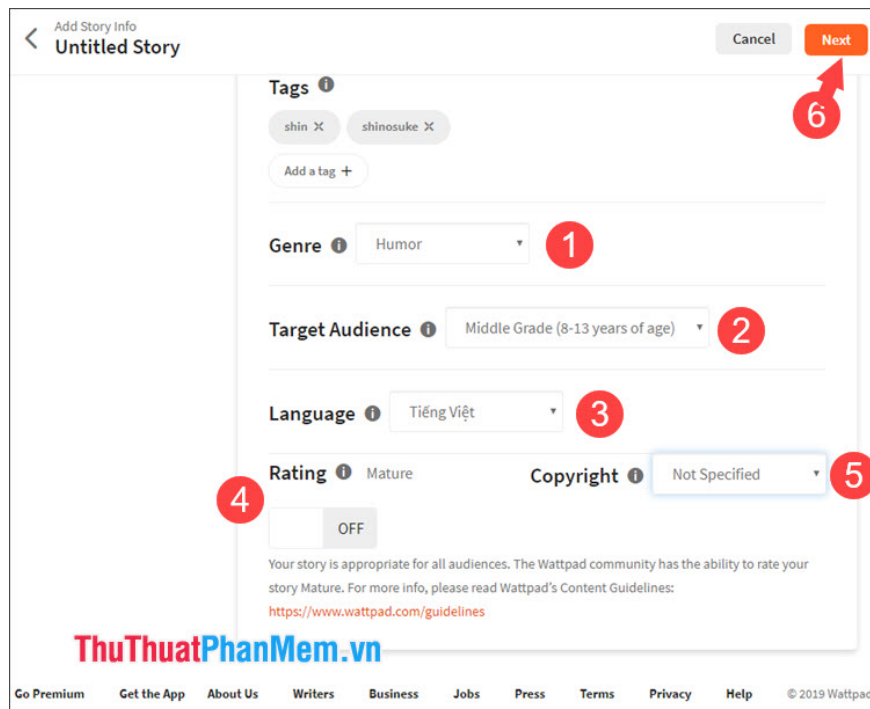 Add Story Info
Untitled Story
Cancel
Next
6
Tags
shin ✕ shinosuke ✕
Add a tag +
Genre Humor 1
Target Audience Middle Grade (8-13 years of age) 2
Language Tiếng Việt 3
Rating Mature Copyright Not Specified 5
4
OFF
Your story is appropriate for all audiences. The Wattpad community has the ability to rate your
story Mature. For more info, please read Wattpad's Content Guidelines:
https://www.wattpad.com/guidelines
ThuThuatPhanMem.vn
Go Premium Get the App About Us Writers Business Jobs Press Terms Privacy Help © 2019 Wattpad